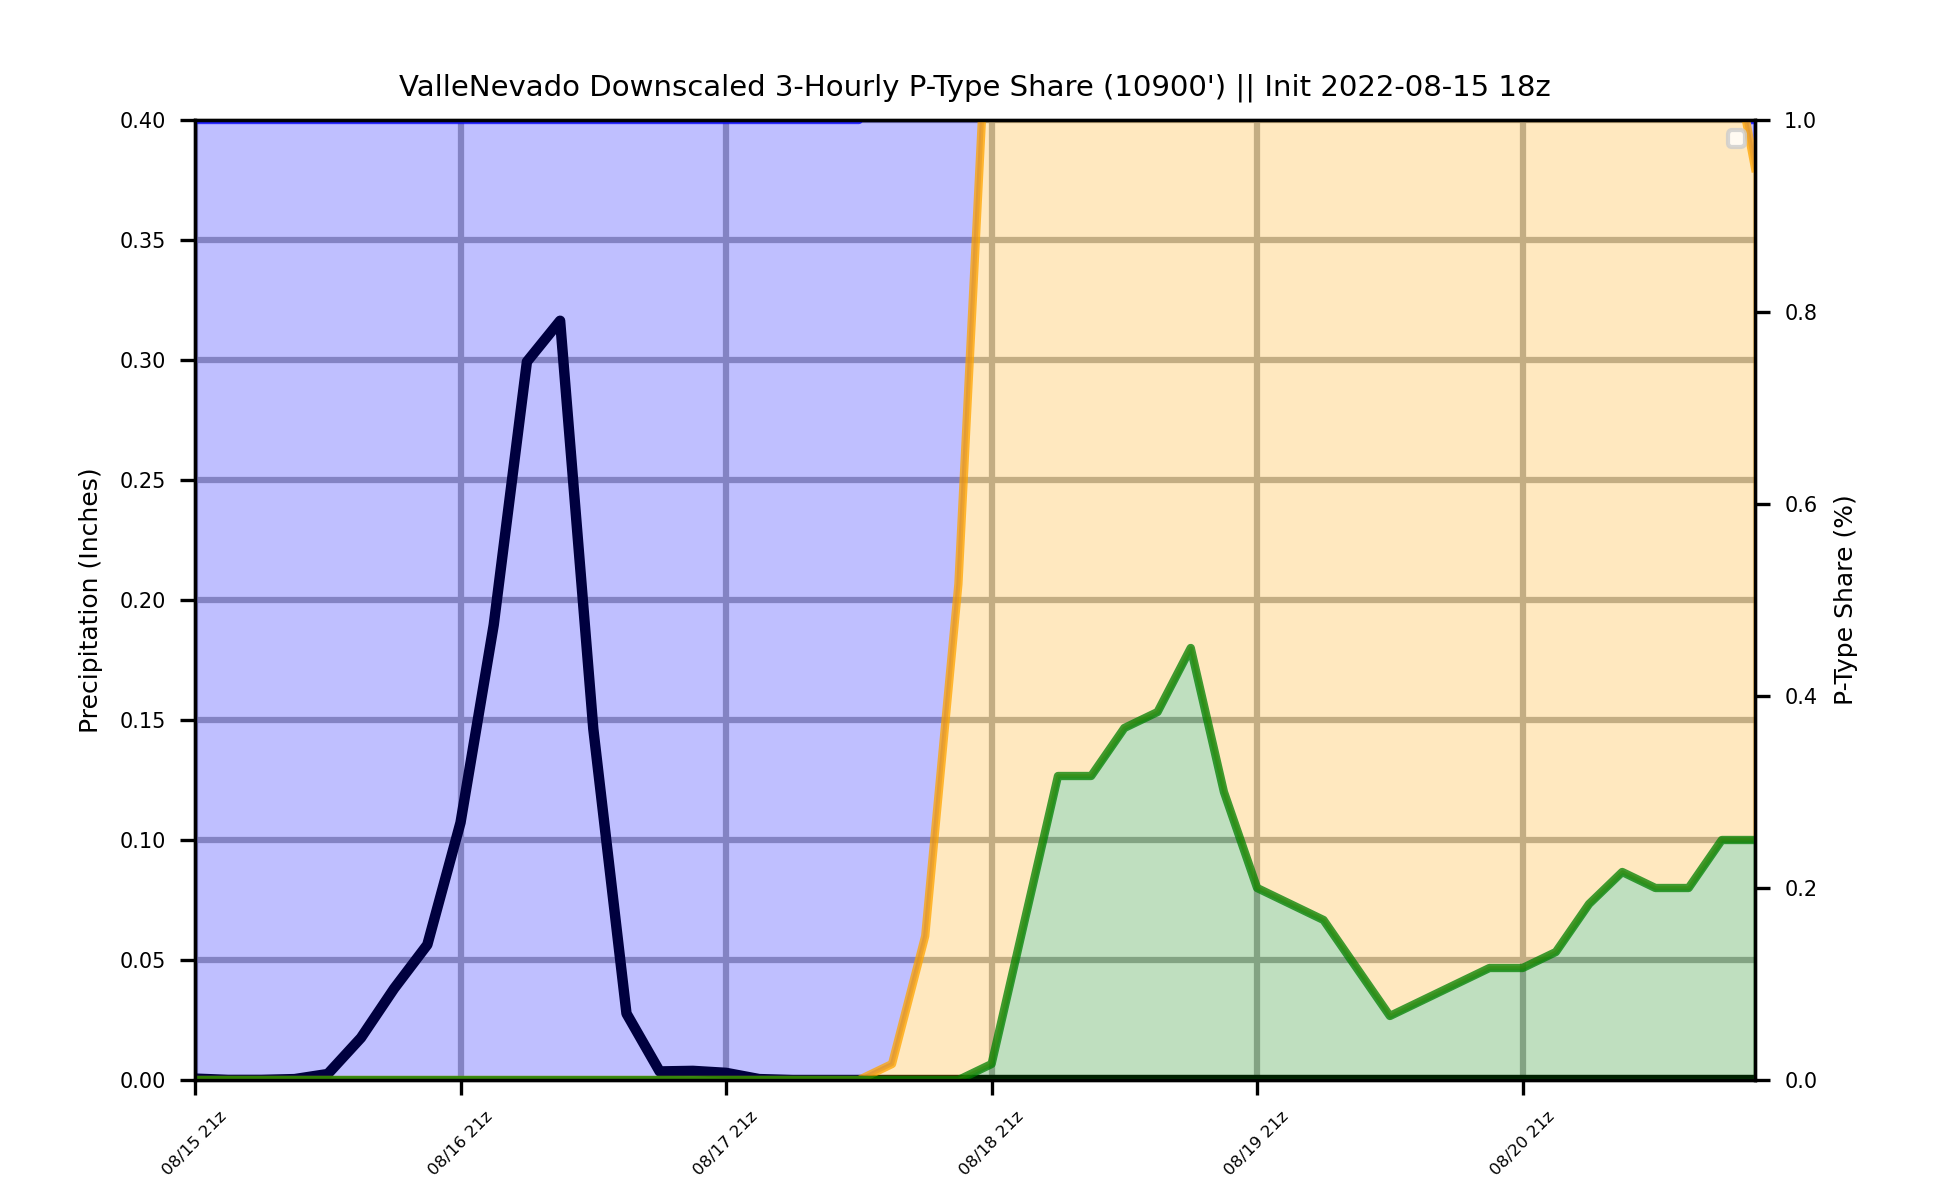 ValleNevado Downscaled 3-Hourly P-Type Share (10900') || Init 2022-08-15 18z
Precipitation (Inches)
0.40
0.35
0.30
0.25
0.20
0.15
0.10
0.05
0.00
1.0
0.8
0.6
0.4
0.2
0.0
P-Type Share (%)
08/15 21z
08/16 21z
08/17 21z
08/18 21z
08/19 21z
08/20 21z